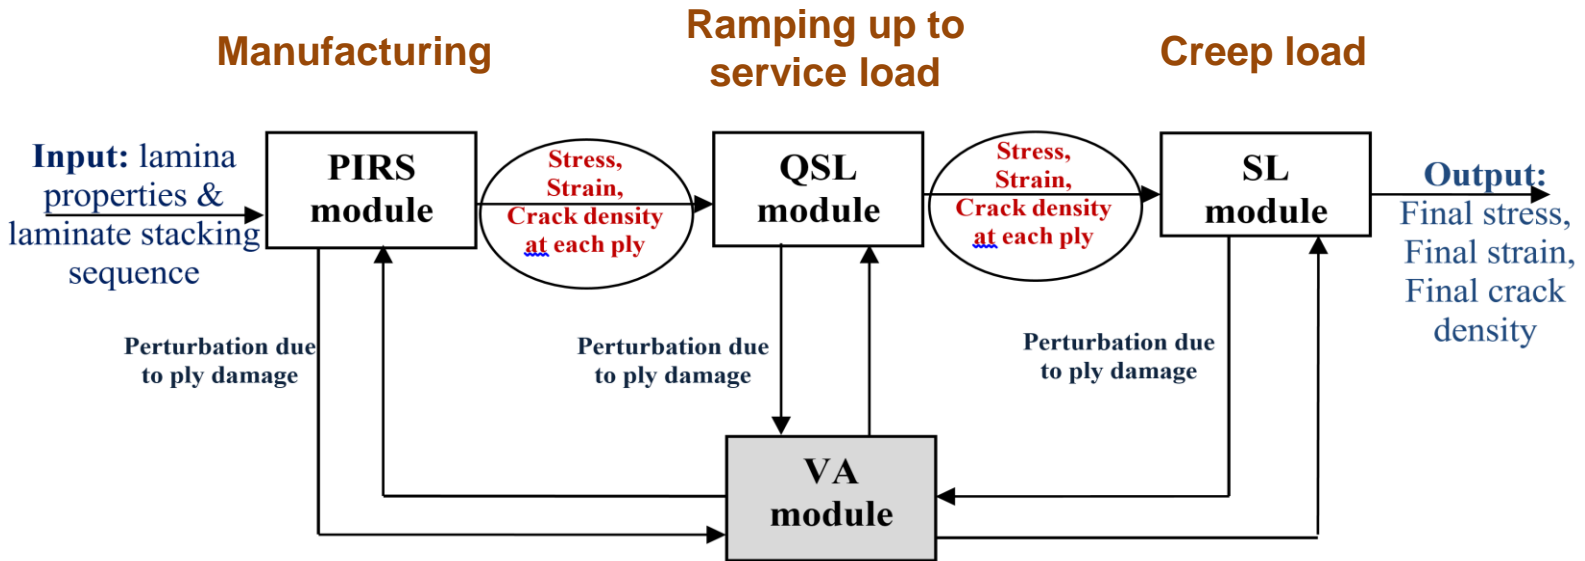 Manufacturing
Ramping up to
service load
Creep load
Input: lamina
properties &
laminate stacking
sequence
PIRS
module
Stress,
Strain,
Crack density
at each ply
QSL
module
Stress,
Strain,
Crack density
at each ply
SL
module
Output:
Final stress,
Final strain,
Final crack
density
Perturbation due
to ply damage
Perturbation due
to ply damage
Perturbation due
to ply damage
VA
module